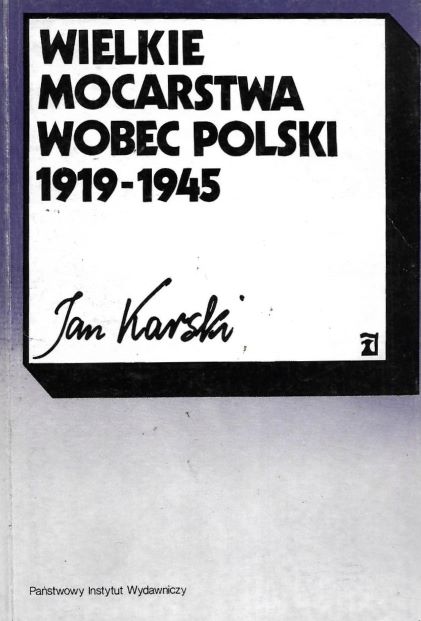 WIELKIE
MOCARSTWA
WOBEC POLSKI
1919-1945
Jan Karski
Państwowy Instytut Wydawniczy